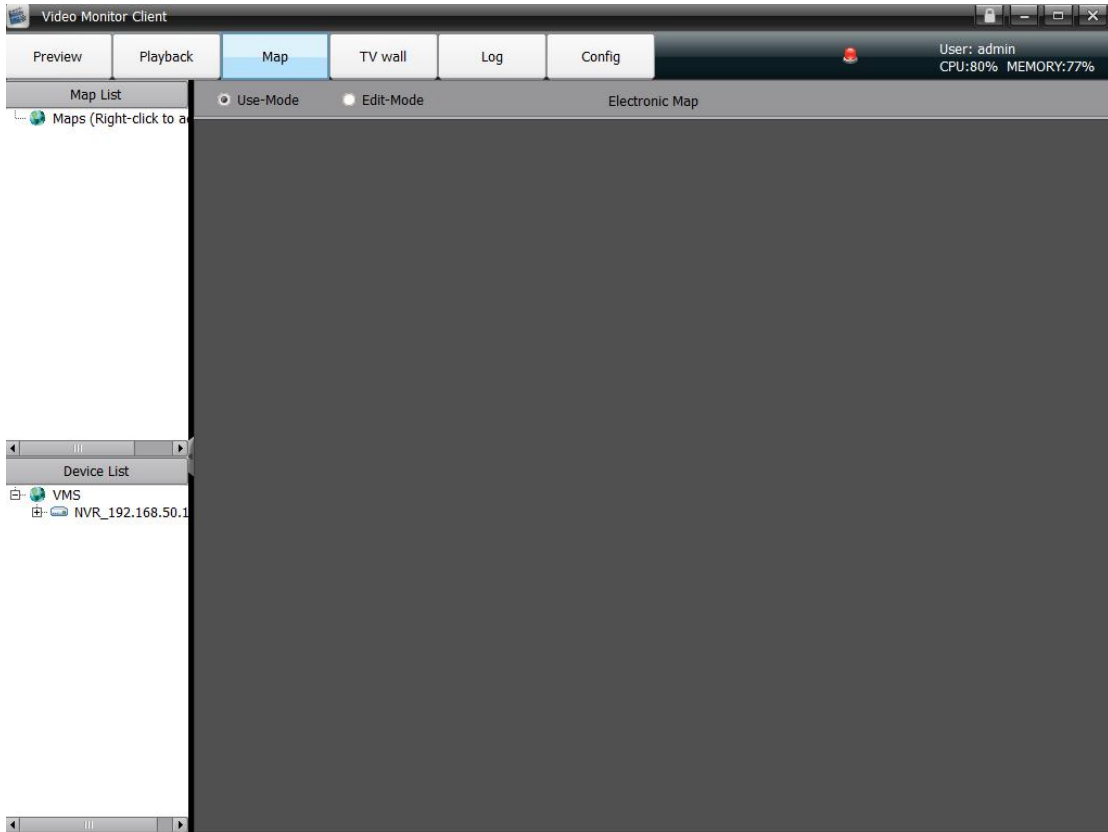 Video Monitor Client
Preview Playback Map TV wall Log Config
User: admin
CPU:80% MEMORY:77%
Map List
Use-Mode Edit-Mode Electronic Map
Maps (Right-click to a
Device List
VMS
NVR_192.168.50.1